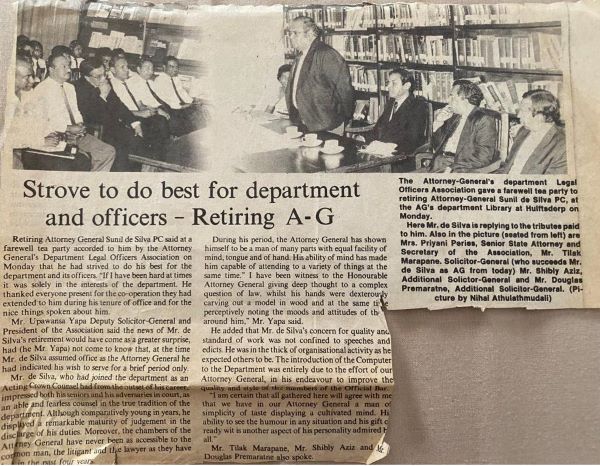 Strove to do best for department
and officers – Retiring A-G
Retiring Attorney General Sunil de Silva PC said at a
farewell tea party accorded to him by the Attorney
General's Department Legal Officers Association on
Monday that he had strived to do his best for the
department and its officers. "If I have been hard at times
it was solely in the interests of the department. He
thanked everyone present for the co-operation they had
extended to him during his tenure of office and for the
nice things spoken about him.
Mr. Upawansa Yapa Deputy Solicitor-General and
President of the Association said the news of Mr. de
Silva's retirement would have come as a greater surprise,
had (he Mr. Yapa) not come to know that, at the time
Mr. de Silva assumed office as the Attorney General he
had indicated his wish to serve for a brief period only.
Mr. de Silva, who had joined the department as an
Acting Crown Counsel had from the outset of his career,
impressed both his seniors and his adversaries in court, as
an able and fearless counsel in the true tradition of the
department. Although comparatively young in years, he
displayed a remarkable maturity of judgement in the
discharge of his duties. Moreover, the chambers of the
Attorney General have never been as accessible to the
common man, the litigant and the lawyer as they have
in the past four years.
During his period, the Attorney General has shown
himself to be a man of many parts with equal facility of
mind, tongue and of hand. His ability of mind has made
him capable of attending to a variety of things at the
same time." I have been witness to the Honourable
Attorney General giving deep thought to a complex
question of law, whilst his hands were dexterously
carving out a model in wood and at the same time
perceptively noting the moods and attitudes of th
around him," Mr. Yapa said.
He added that Mr. de Silva's concern for quality and
standard of work was not confined to speeches and
edicts. He was in the thick of organisational activity as he
expected others to be. The introduction of the Computer
to the Department was entirely due to the effort of our
Attorney General, in his endeavour to improve the
quality and style of the members of the Official Bar.
"I am certain that all gathered here will agree with me
that we have in our Attorney General a man of
simplicity of taste displaying a cultivated mind. His
ability to see the humour in any situation and his gift o
ready wit is another aspect of his personality admired b
all."
Mr. Tilak Marapane, Mr. Shibly Aziz and Mr
Douglas Premaratne also spoke.
The Attorney-General's department Legal
Officers Association gave a farewell tea party to
retiring Attorney-General Sunil de Silva PC, at
the AG's department Library at Hulftsdorp on
Monday.
Here Mr. de Silva is replying to the tributes paid
to him. Also in the picture (seated from left) are
Mrs. Priyani Peries, Senior State Attorney and
Secretary of the Association, Mr. Tilak
Marapane, Solicitor-General (who succeeds Mr.
de Silva as AG from today) Mr. Shibly Aziz,
Additional Solictor-General and Mr. Douglas
Premaratne, Additional Solicitor-General. (Pi-
cture by Nihal Athulathmudali)